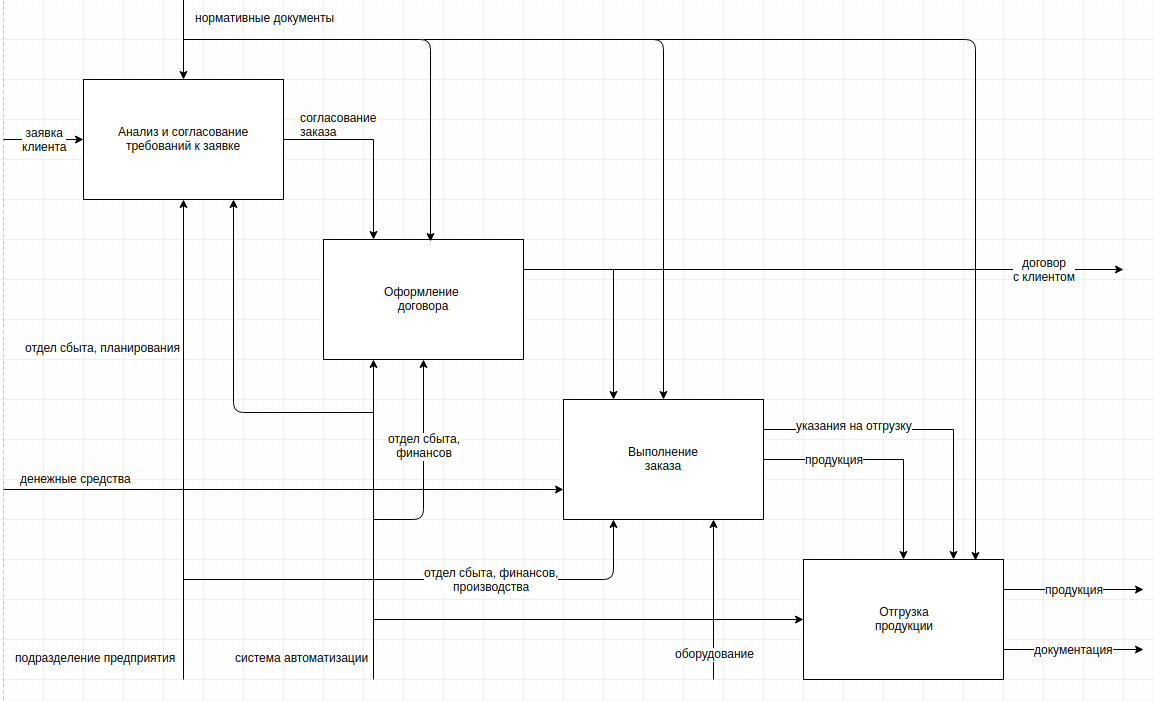 нормативные документы
заявка
клиента
Анализ и согласование
требований к заявке
согласование
заказа
Оформление
договора
договор
с клиентом
отдел сбыта, планирования
отдел сбыта,
финансов
Выполнение
заказа
указания на отгрузку
продукция
денежные средства
отдел сбыта, финансов,
производства
Отгрузка
продукции
продукция
документация
подразделение предприятия
система автоматизации
оборудование